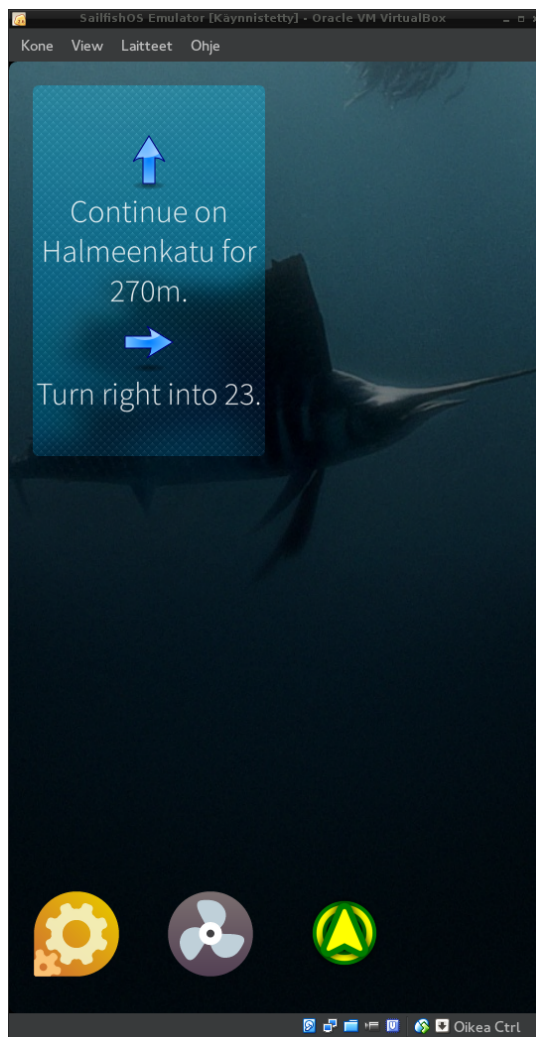 SailfishOS Emulator [Käynnistetty] - Oracle VM VirtualBox
Kone View Laitteet Ohje
Continue on
Halmeenkatu for
270m.
Turn right into 23.
Oikea Ctrl